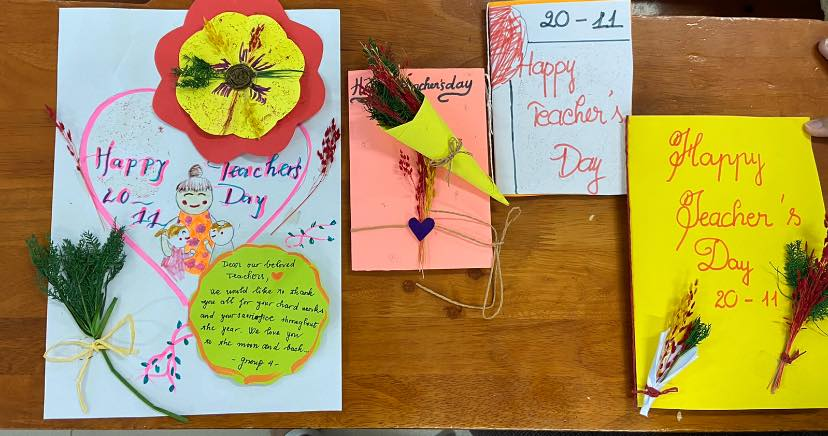 Happy Teachers
20-11 Day
Dear our beloved
Teachers,
We would like to thank
you all for your hard works
and your sacrifice throughout
the year. We love you
to the moon and back...
- group 4 -
Teacher's day
20-11
Happy
Teacher's
Day
Happy
Teacher's
Day
20-11